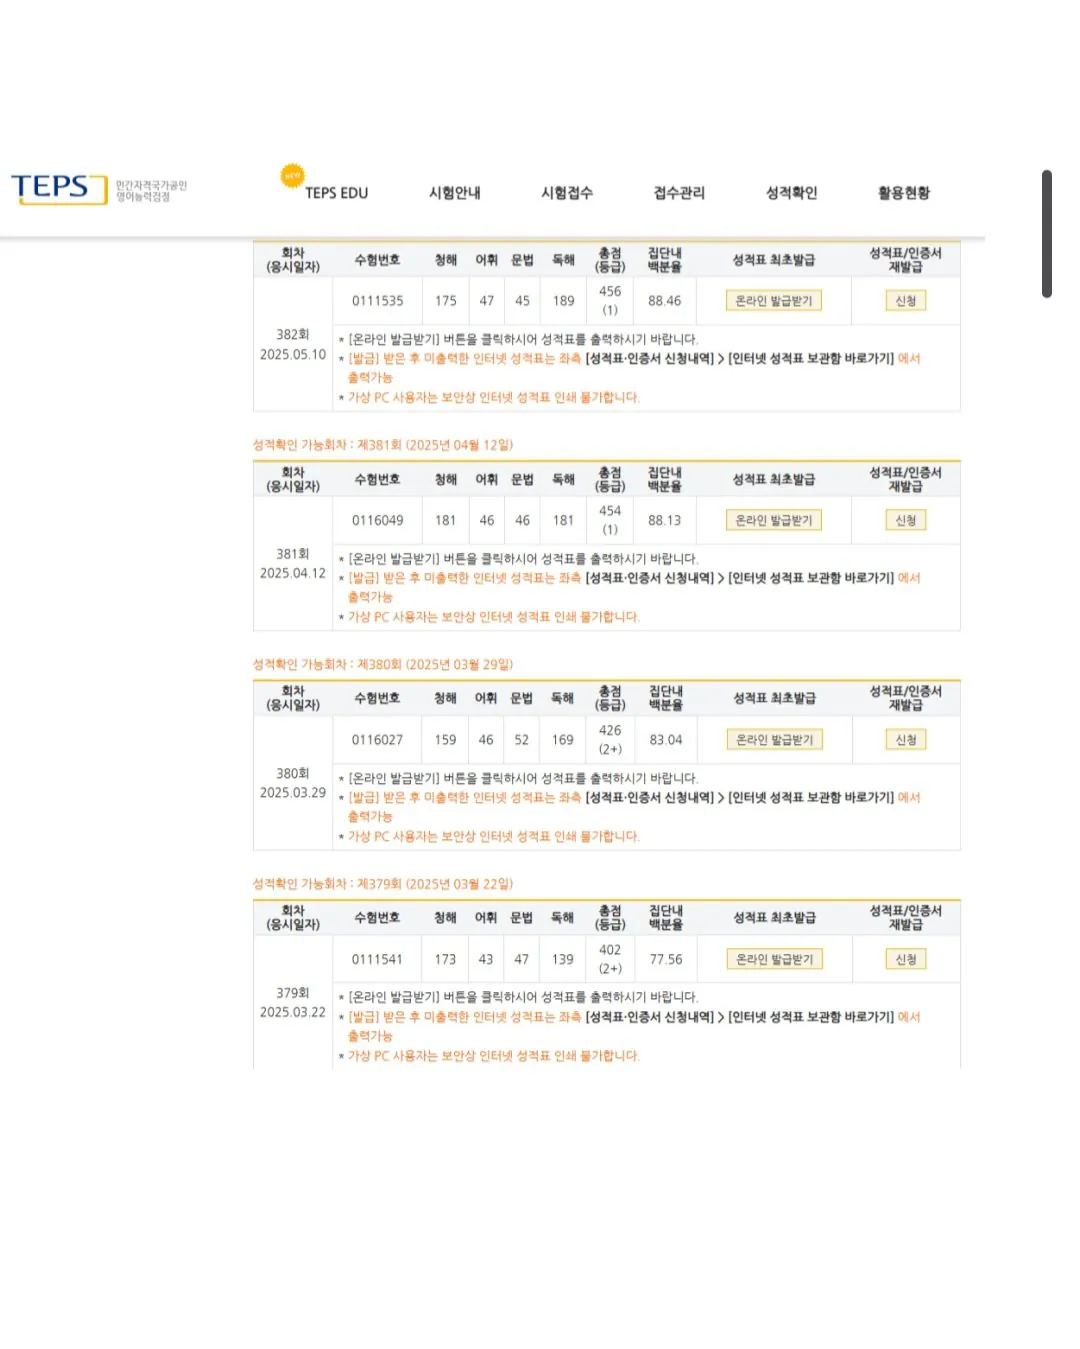 TEPS 민간자격국가공인
영어능력검정
NEW
TEPS EDU 시험안내 시험접수 접수관리 성적확인 활용현황
회차
(응시일자) 수험번호 청해 어휘 문법 독해 총점
(등급) 집단내
백분율 성적표 최초발급 성적표/인증서
재발급
382회
2025.05.10 0111535 175 47 45 189 456
(1) 88.46 온라인 발급받기 신청
* [온라인 발급받기] 버튼을 클릭하시어 성적표를 출력하시기 바랍니다.
* [발급] 받은 후 미출력한 인터넷 성적표는 좌측 [성적표·인증서 신청내역] > [인터넷 성적표 보관함 바로가기] 에서
출력가능
* 가상 PC 사용자는 보안상 인터넷 성적표 인쇄 불가합니다.
성적확인 가능회차 : 제381회 (2025년 04월 12일)
회차
(응시일자) 수험번호 청해 어휘 문법 독해 총점
(등급) 집단내
백분율 성적표 최초발급 성적표/인증서
재발급
381회
2025.04.12 0116049 181 46 46 181 454
(1) 88.13 온라인 발급받기 신청
* [온라인 발급받기] 버튼을 클릭하시어 성적표를 출력하시기 바랍니다.
* [발급] 받은 후 미출력한 인터넷 성적표는 좌측 [성적표·인증서 신청내역] > [인터넷 성적표 보관함 바로가기] 에서
출력가능
* 가상 PC 사용자는 보안상 인터넷 성적표 인쇄 불가합니다.
성적확인 가능회차 : 제380회 (2025년 03월 29일)
회차
(응시일자) 수험번호 청해 어휘 문법 독해 총점
(등급) 집단내
백분율 성적표 최초발급 성적표/인증서
재발급
380회
2025.03.29 0116027 159 46 52 169 426
(2+) 83.04 온라인 발급받기 신청
* [온라인 발급받기] 버튼을 클릭하시어 성적표를 출력하시기 바랍니다.
* [발급] 받은 후 미출력한 인터넷 성적표는 좌측 [성적표·인증서 신청내역] > [인터넷 성적표 보관함 바로가기] 에서
출력가능
* 가상 PC 사용자는 보안상 인터넷 성적표 인쇄 불가합니다.
성적확인 가능회차 : 제379회 (2025년 03월 22일)
회차
(응시일자) 수험번호 청해 어휘 문법 독해 총점
(등급) 집단내
백분율 성적표 최초발급 성적표/인증서
재발급
379회
2025.03.22 0111541 173 43 47 139 402
(2+) 77.56 온라인 발급받기 신청
* [온라인 발급받기] 버튼을 클릭하시어 성적표를 출력하시기 바랍니다.
* [발급] 받은 후 미출력한 인터넷 성적표는 좌측 [성적표·인증서 신청내역] > [인터넷 성적표 보관함 바로가기] 에서
출력가능
* 가상 PC 사용자는 보안상 인터넷 성적표 인쇄 불가합니다.